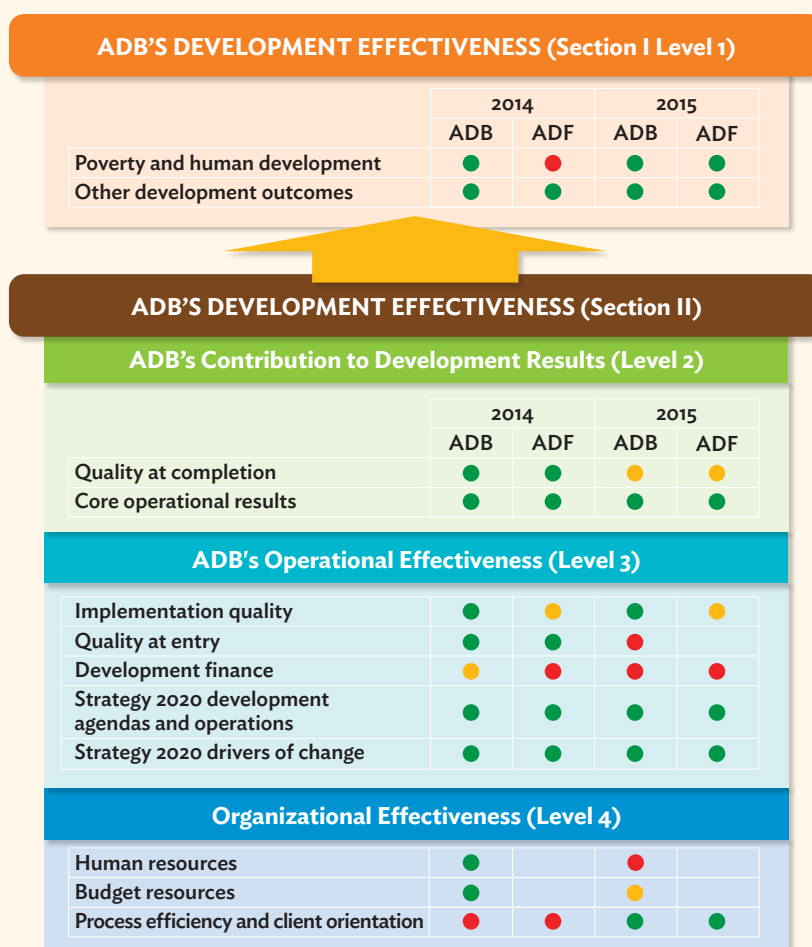 ADB’S DEVELOPMENT EFFECTIVENESS (Section I Level 1)
2014 2015
ADB ADF ADB ADF
Poverty and human development
Other development outcomes
ADB’S DEVELOPMENT EFFECTIVENESS (Section II)
ADB’s Contribution to Development Results (Level 2)
2014 2015
ADB ADF ADB ADF
Quality at completion
Core operational results
ADB's Operational Effectiveness (Level 3)
Implementation quality
Quality at entry
Development finance
Strategy 2020 development
agendas and operations
Strategy 2020 drivers of change
Organizational Effectiveness (Level 4)
Human resources
Budget resources
Process efficiency and client orientation